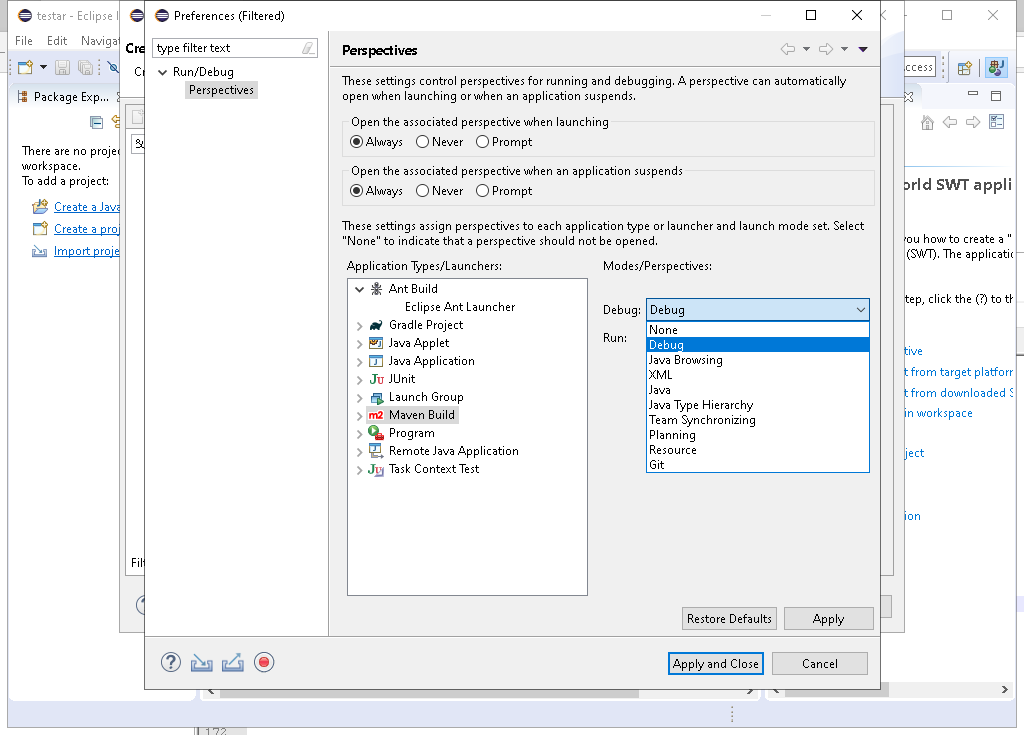 testar - Eclipse I
Preferences (Filtered)
File Edit Navigat
type filter text
Perspectives
Cre
Cr
Run/Debug
Perspectives
These settings control perspectives for running and debugging. A perspective can automatically
open when launching or when an application suspends.
ccess
Package Exp...
Open the associated perspective when launching
Always Never Prompt
There are no projec
workspace.
To add a project:
Open the associated perspective when an application suspends
Always Never Prompt
orld SWT appli
Create a Java
Create a proj
Import proje
These settings assign perspectives to each application type or launcher and launch mode set. Select
"None" to indicate that a perspective should not be opened.
you how to create a "
(SWT). The applicatio
Application Types/Launchers:
Modes/Perspectives:
Ant Build
Eclipse Ant Launcher
Gradle Project
Java Applet
Java Application
JUnit
Launch Group
Maven Build
Program
Remote Java Application
Task Context Test
Debug: Debug
Run:
None
Debug
Java Browsing
XML
Java
Java Type Hierarchy
Team Synchronizing
Planning
Resource
Git
tep, click the (?) to th
tive
t from target platform
t from downloaded S
in workspace
ject
ion
Filt
Restore Defaults
Apply
Apply and Close
Cancel
172